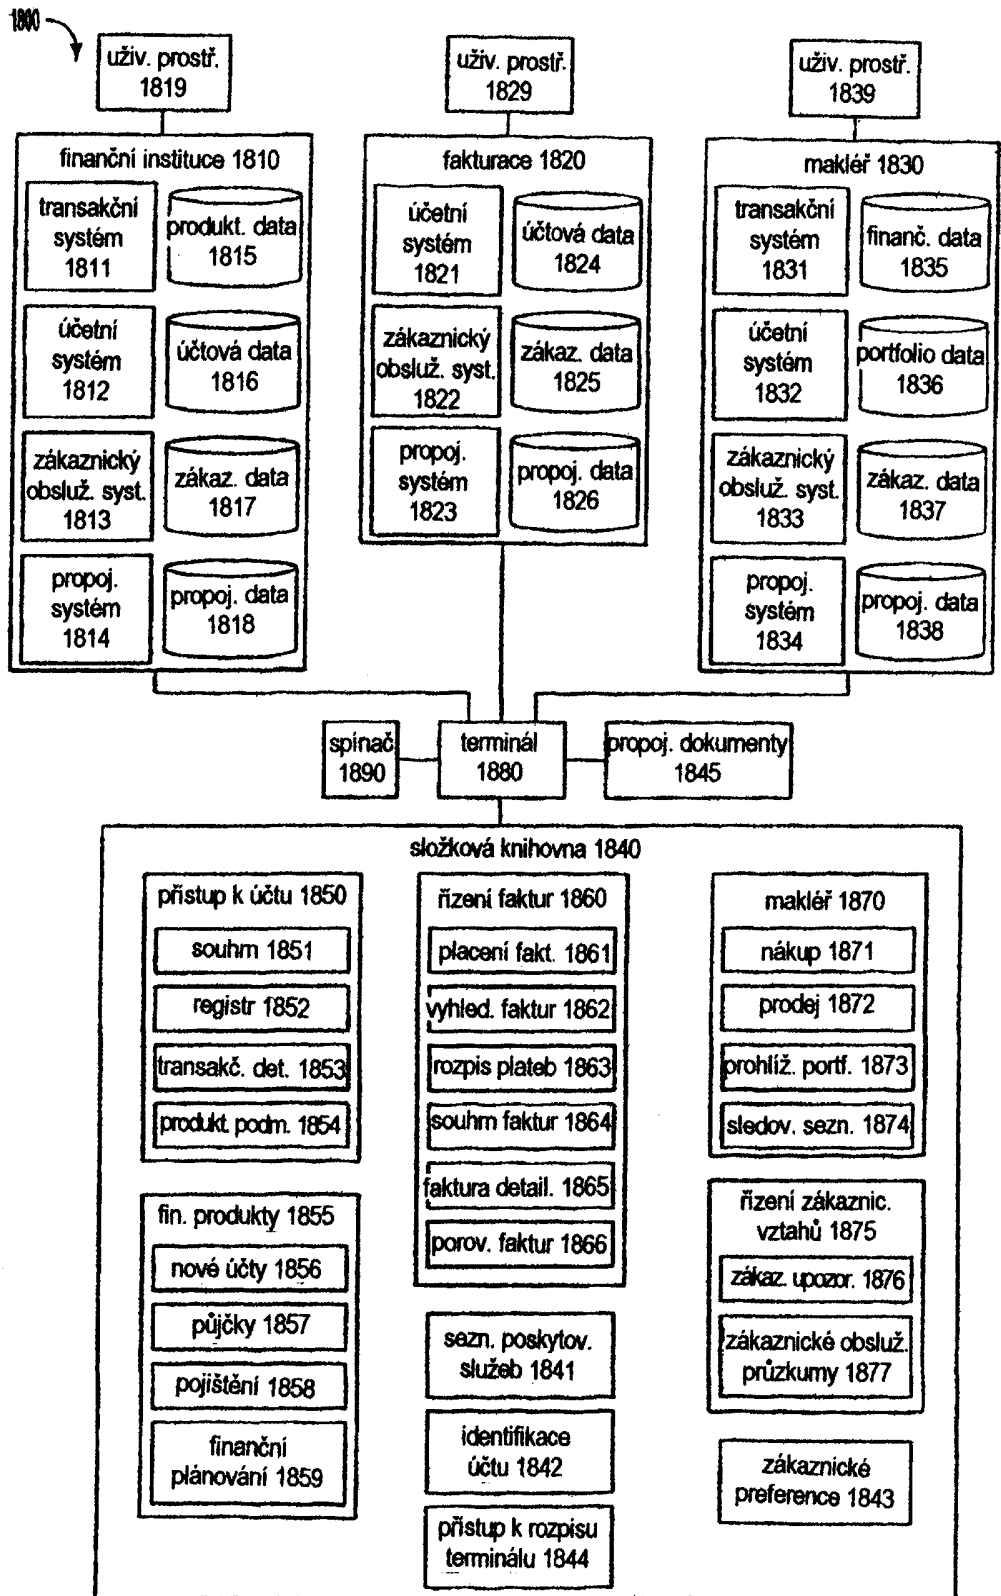 1800
uživ. prostř.
1819
uživ. prostř.
1829
uživ. prostř.
1839
finanční instituce 1810
transakční
systém
1811
produkt. data
1815
účetní
systém
1812
účtová data
1816
zákaznický
obsluž. syst.
1813
zákaz. data
1817
propoj.
systém
1814
propoj. data
1818
fakturace 1820
účetní
systém
1821
účtová data
1824
zákaznický
obsluž. syst.
1822
zákaz. data
1825
propoj.
systém
1823
propoj. data
1826
makléř 1830
transakční
systém
1831
finanč. data
1835
účetní
systém
1832
portfolio data
1836
zákaznický
obsluž. syst.
1833
zákaz. data
1837
propoj.
systém
1834
propoj. data
1838
spínač
1890
terminál
1880
propoj. dokumenty
1845
složková knihovna 1840
přístup k účtu 1850
souhrn 1851
registr 1852
transakč. det. 1853
produkt. podm. 1854
fin. produkty 1855
nové účty 1856
půjčky 1857
pojištění 1858
finanční
plánování 1859
řízení faktur 1860
placení fakt. 1861
vyhled. faktur 1862
rozpis plateb 1863
souhrn faktur 1864
faktura detail. 1865
porov. faktur 1866
sezn. poskytov.
služeb 1841
identifikace
účtu 1842
přístup k rozpisu
terminálu 1844
makléř 1870
nákup 1871
prodej 1872
prohlíž. portf. 1873
sledov. sezn. 1874
řízení zákaznic.
vztahů 1875
zákaz. upozor. 1876
zákaznické obsluž.
průzkumy 1877
zákaznické
preference 1843